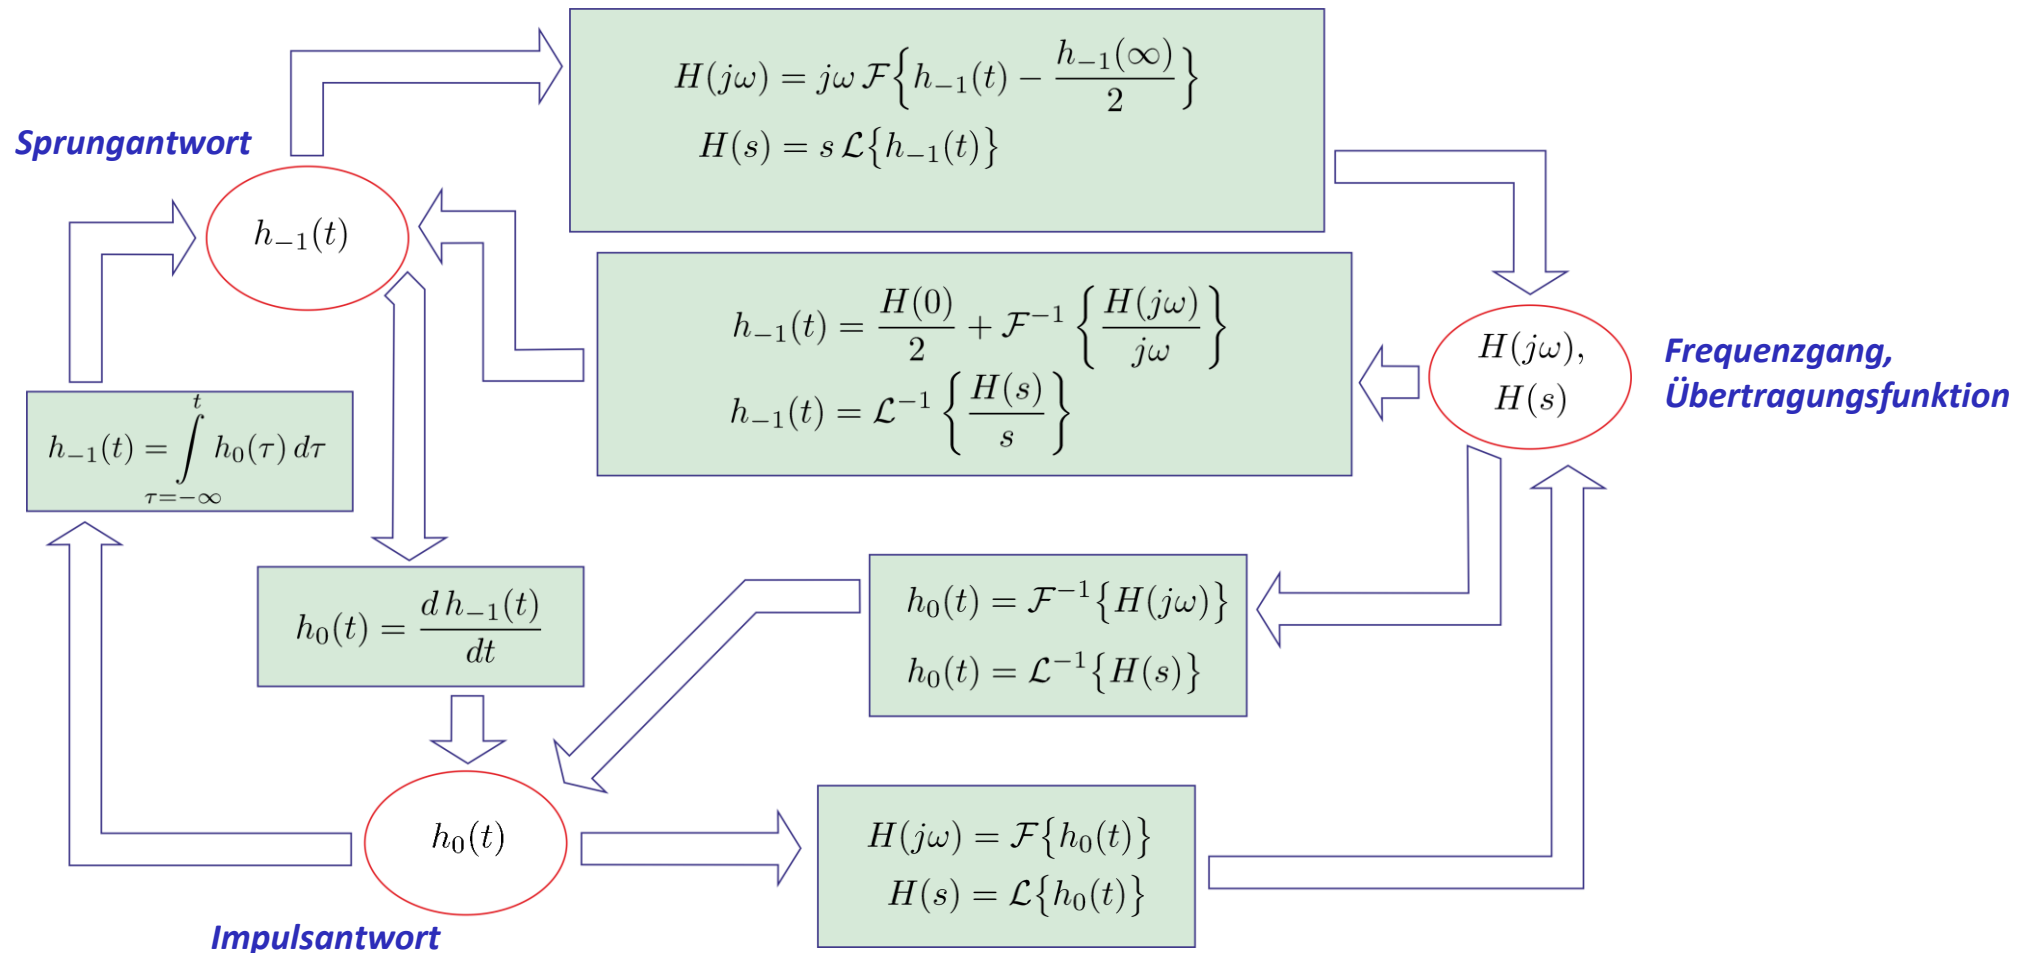 H(jω) = jω ℱ{h₋₁(t) − h₋₁(∞)/2}
H(s) = s ℒ{h₋₁(t)}
Sprungantwort
h₋₁(t)
h₋₁(t) = H(0)/2 + ℱ⁻¹{H(jω)/jω}
h₋₁(t) = ℒ⁻¹{H(s)/s}
H(jω),
H(s)
Frequenzgang,
Übertragungsfunktion
h₋₁(t) = ∫_{τ=−∞}^{t} h₀(τ) dτ
h₀(t) = d h₋₁(t)/dt
h₀(t) = ℱ⁻¹{H(jω)}
h₀(t) = ℒ⁻¹{H(s)}
h₀(t)
H(jω) = ℱ{h₀(t)}
H(s) = ℒ{h₀(t)}
Impulsantwort